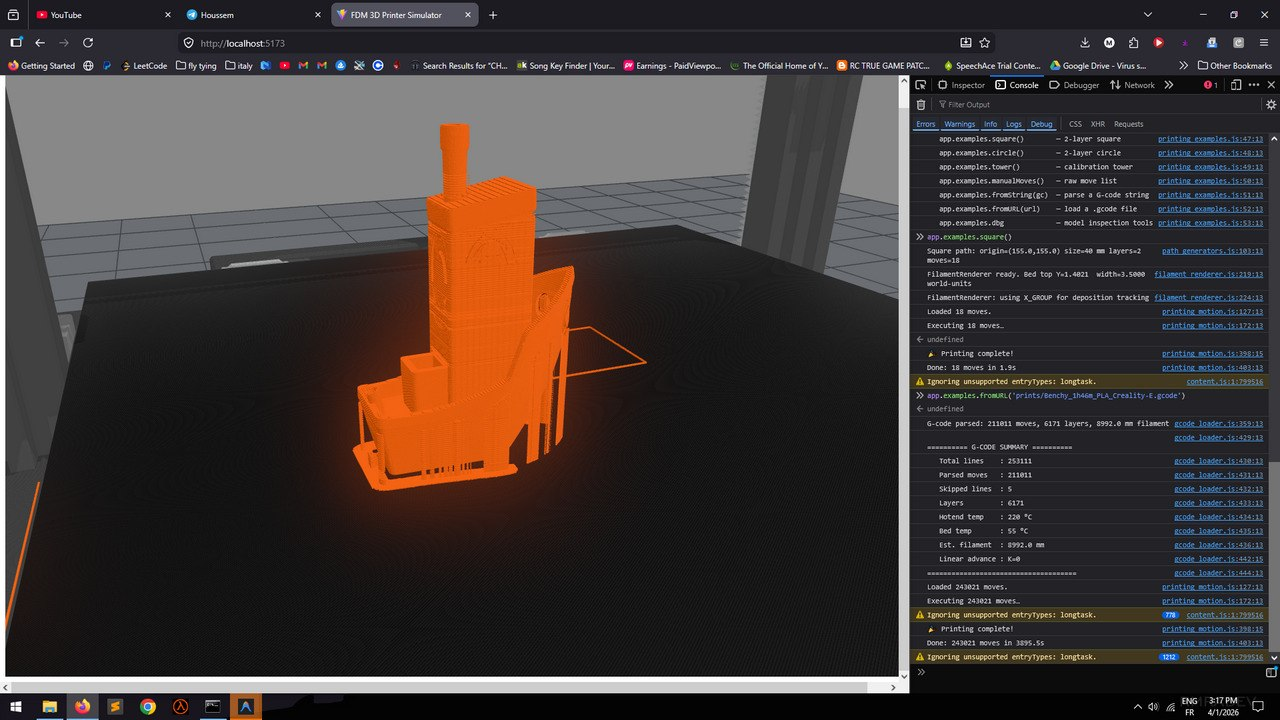 YouTube
Houssem
FDM 3D Printer Simulator
http://localhost:5173
Getting Started
LeetCode
fly tying
italy
Search Results for "CH...
Song Key Finder | Your...
Earnings - PaidViewpo...
The Official Home of Y...
RC TRUE GAME PATC...
SpeechAce Trial Conte...
Google Drive - Virus s...
Other Bookmarks
Inspector
Console
Debugger
Network
1
Filter Output
Errors Warnings Info Logs Debug CSS XHR Requests
app.examples.square() — 2-layer square printing_examples.js:47:13
app.examples.circle() — 2-layer circle printing_examples.js:48:13
app.examples.tower() — calibration tower printing_examples.js:49:13
app.examples.manualMoves() — raw move list printing_examples.js:50:13
app.examples.fromString(gc) — parse a G-code string printing_examples.js:51:13
app.examples.fromURL(url) — load a .gcode file printing_examples.js:52:13
app.examples.dbg — model inspection tools printing_examples.js:53:13
app.examples.square()
Square path: origin=(155.0,155.0) size=40 mm layers=2 path_generators.js:103:13
moves=18
FilamentRenderer ready. Bed top Y=1.4021 width=3.5000 filament_renderer.js:219:13
world-units
FilamentRenderer: using X_GROUP for deposition tracking filament_renderer.js:224:13
Loaded 18 moves. printing_motion.js:127:13
Executing 18 moves… printing_motion.js:172:13
undefined
Printing complete! printing_motion.js:398:15
Done: 18 moves in 1.9s printing_motion.js:403:13
Ignoring unsupported entryTypes: longtask. content.js:1:799516
app.examples.fromURL('prints/Benchy_1h46m_PLA_Creality-E.gcode')
undefined
G-code parsed: 211011 moves, 6171 layers, 8992.0 mm filament gcode_loader.js:359:13
gcode_loader.js:429:13
========== G-CODE SUMMARY ==========
Total lines : 253111 gcode_loader.js:430:13
Parsed moves : 211011 gcode_loader.js:431:13
Skipped lines : 5 gcode_loader.js:432:13
Layers : 6171 gcode_loader.js:433:13
Hotend temp : 220 °C gcode_loader.js:434:13
Bed temp : 55 °C gcode_loader.js:435:13
Est. filament : 8992.0 mm gcode_loader.js:436:13
Linear advance : K=0 gcode_loader.js:442:15
==================================== gcode_loader.js:444:13
Loaded 243021 moves. printing_motion.js:127:13
Executing 243021 moves… printing_motion.js:172:13
Ignoring unsupported entryTypes: longtask. 778 content.js:1:799516
Printing complete! printing_motion.js:398:15
Done: 243021 moves in 3895.5s printing_motion.js:403:13
Ignoring unsupported entryTypes: longtask. 1212 content.js:1:799516
ENG
FR
3:17 PM
4/1/2026